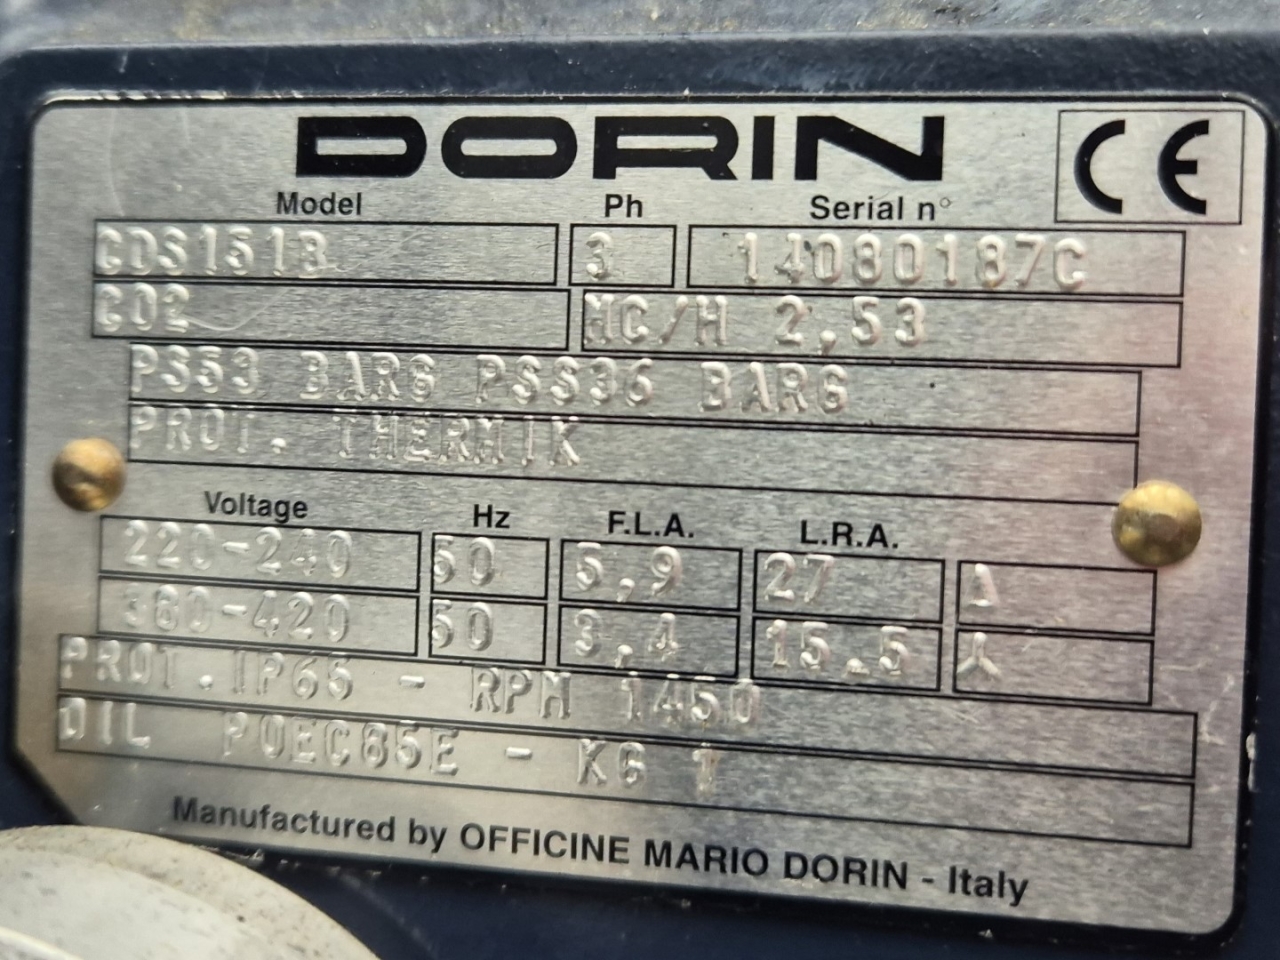 DORIN
CE
Model Ph Serial n°
CDS151B 3 14080187C
CO2 MC/H 2,53
PS53 BARG PSS36 BARG
PROT. THERMIK
Voltage Hz F.L.A. L.R.A.
220-240 50 5,9 27 Δ
380-420 50 3,4 15.5 Y
PROT.IP65 - RPM 1450
OIL POEC85E - KG 1
Manufactured by OFFICINE MARIO DORIN - Italy